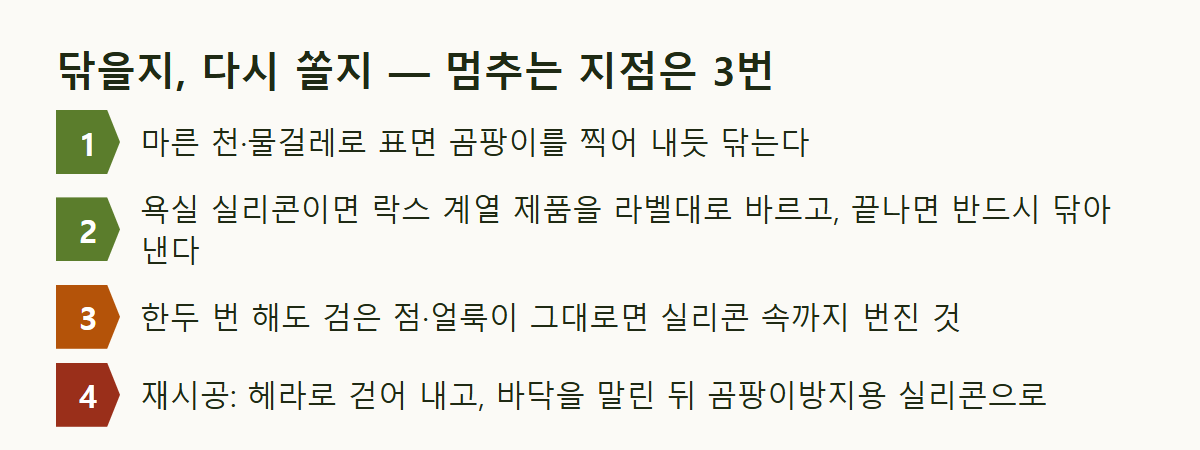 닦을지, 다시 쏠지 — 멈추는 지점은 3번
1 마른 천·물걸레로 표면 곰팡이를 찍어 내듯 닦는다
2 욕실 실리콘이면 락스 계열 제품을 라벨대로 바르고, 끝나면 반드시 닦아
낸다
3 한두 번 해도 검은 점·얼룩이 그대로면 실리콘 속까지 번진 것
4 재시공: 헤라로 걷어 내고, 바닥을 말린 뒤 곰팡이방지용 실리콘으로